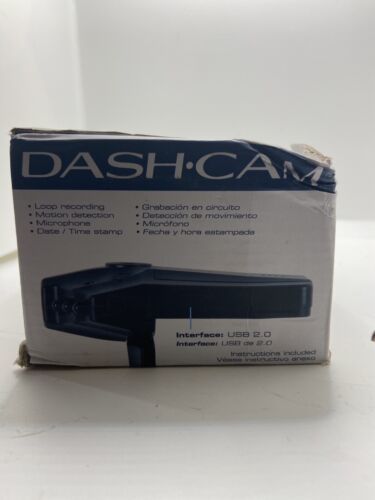 DASH·CAM
• Loop recording
• Motion detection
• Microphone
• Date / Time stamp
• Grabación en circuito
• Detección de movimiento
• Micrófono
• Fecha y hora estampada
Interface: USB 2.0
Interface: USB de 2.0
Instructions included
Véase instructivo anexo